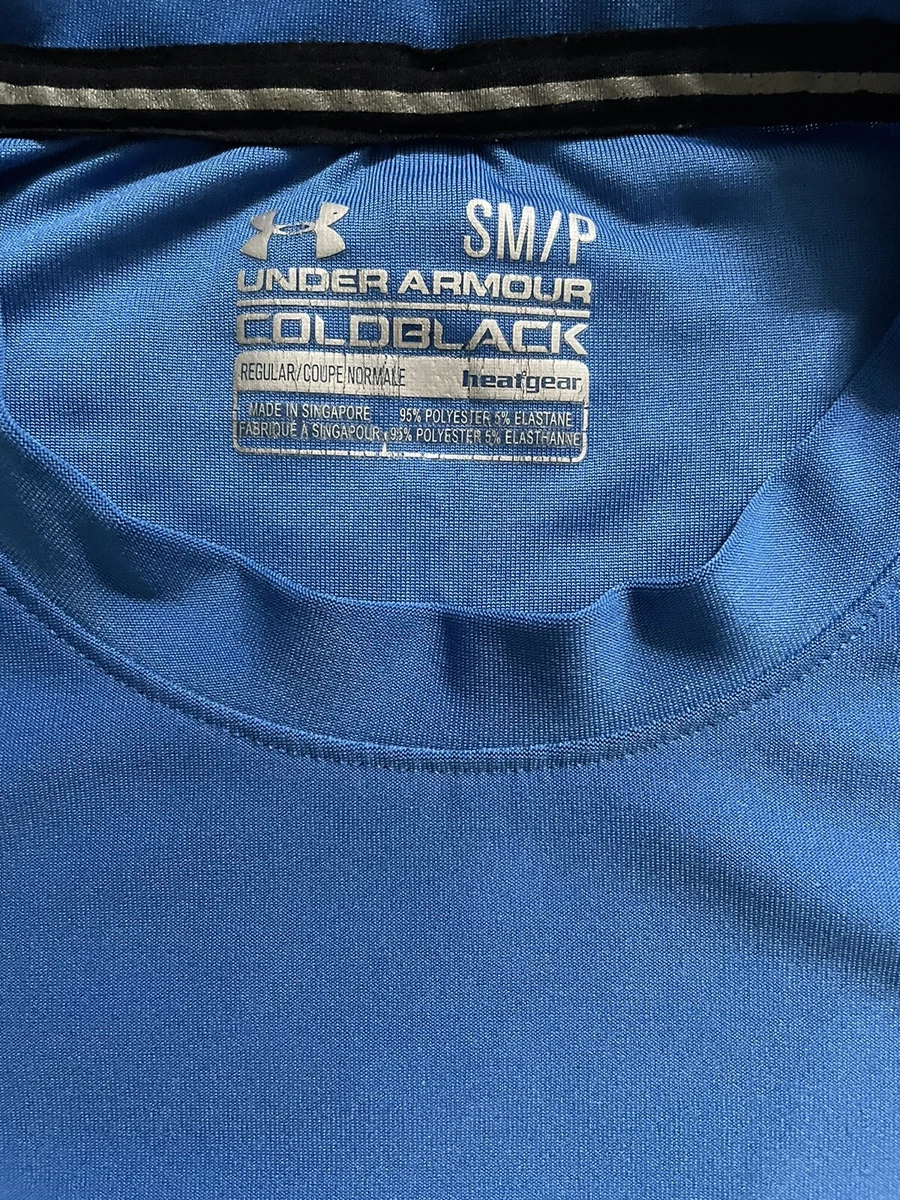 SM/P
UNDER ARMOUR
COLDBLACK
REGULAR/COUPE NORMALE heatgear
MADE IN SINGAPORE 95% POLYESTER 5% ELASTANE
FABRIQUÉ À SINGAPOUR 95% POLYESTER 5% ELASTHANNE